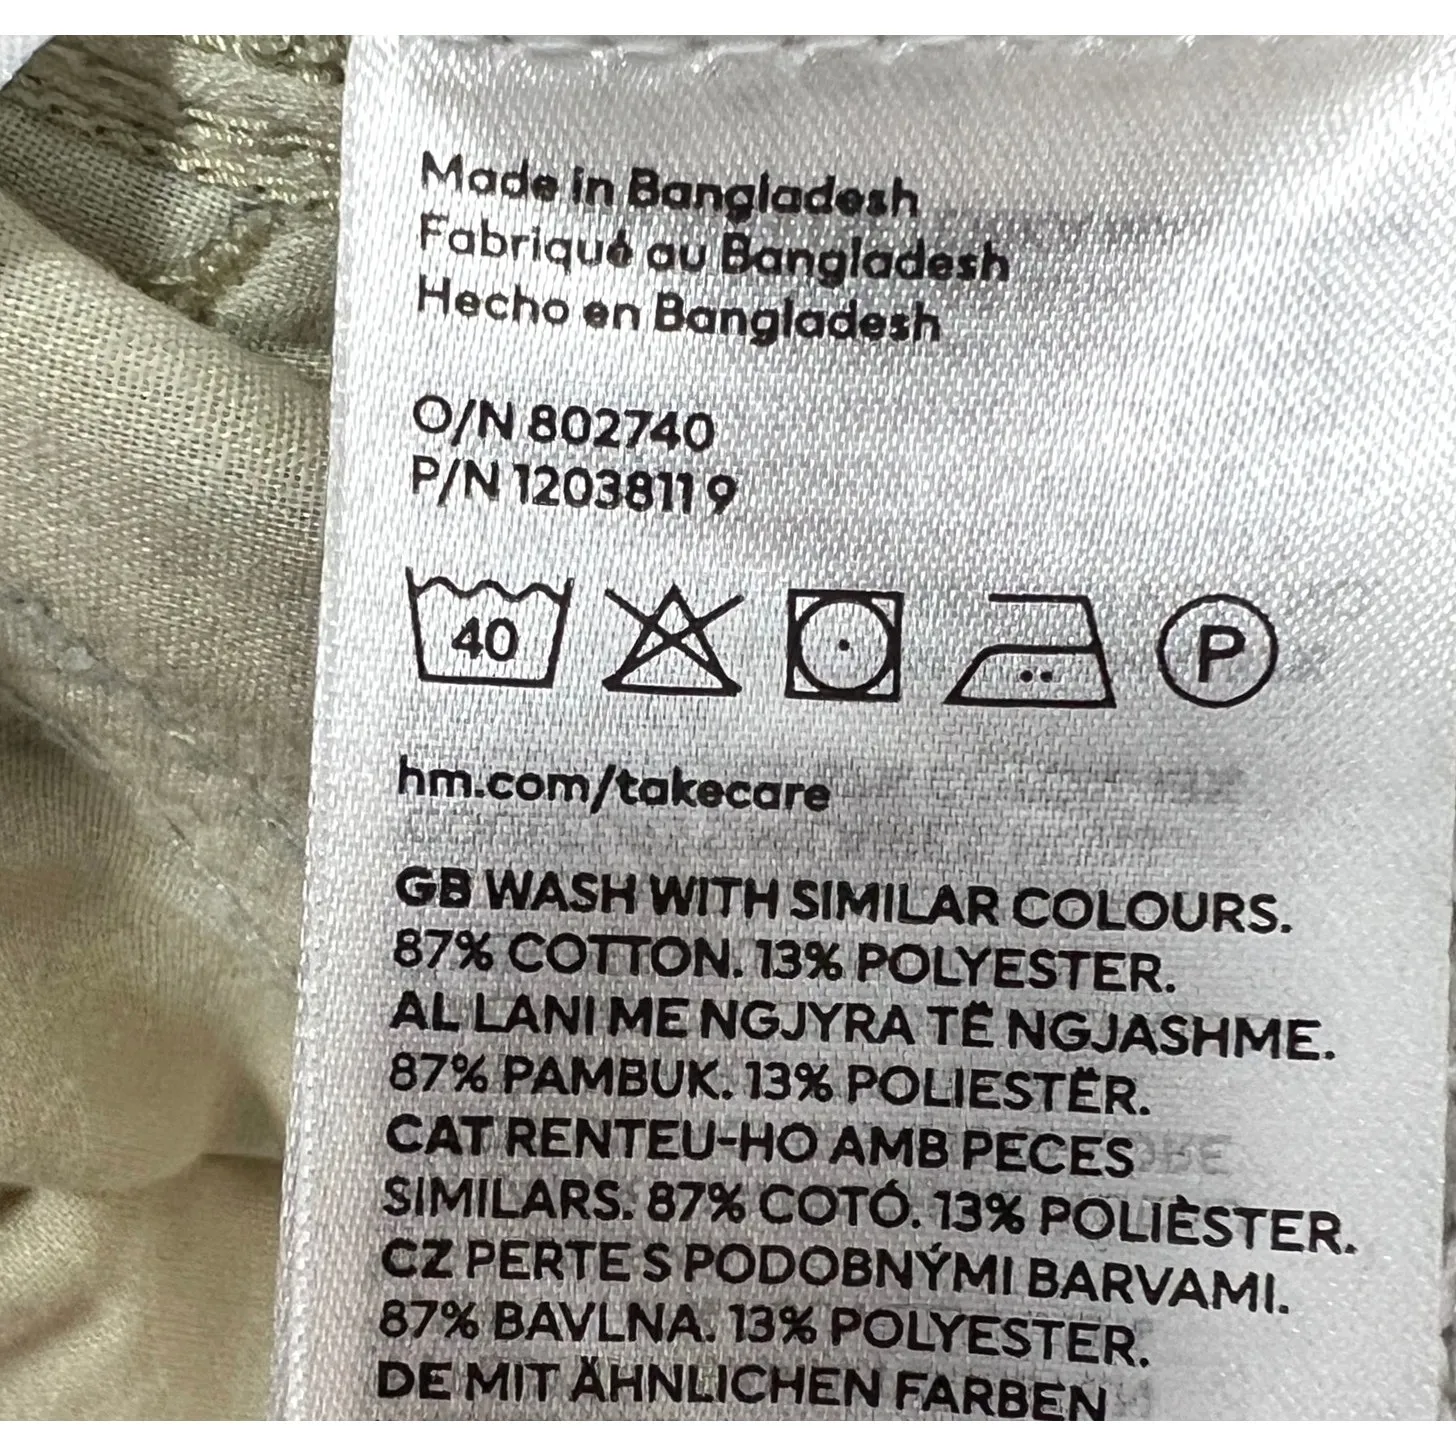 Made in Bangladesh
Fabriqué au Bangladesh
Hecho en Bangladesh
O/N 802740
P/N 12038119
40
P
hm.com/takecare
GB WASH WITH SIMILAR COLOURS.
87% COTTON. 13% POLYESTER.
AL LANI ME NGJYRA TË NGJASHME.
87% PAMBUK. 13% POLIESTËR.
CAT RENTEU-HO AMB PECES
SIMILARS. 87% COTÓ. 13% POLIÈSTER.
CZ PERTE S PODOBNÝMI BARVAMI.
87% BAVLNA. 13% POLYESTER.
DE MIT ÄHNLICHEN FARBEN